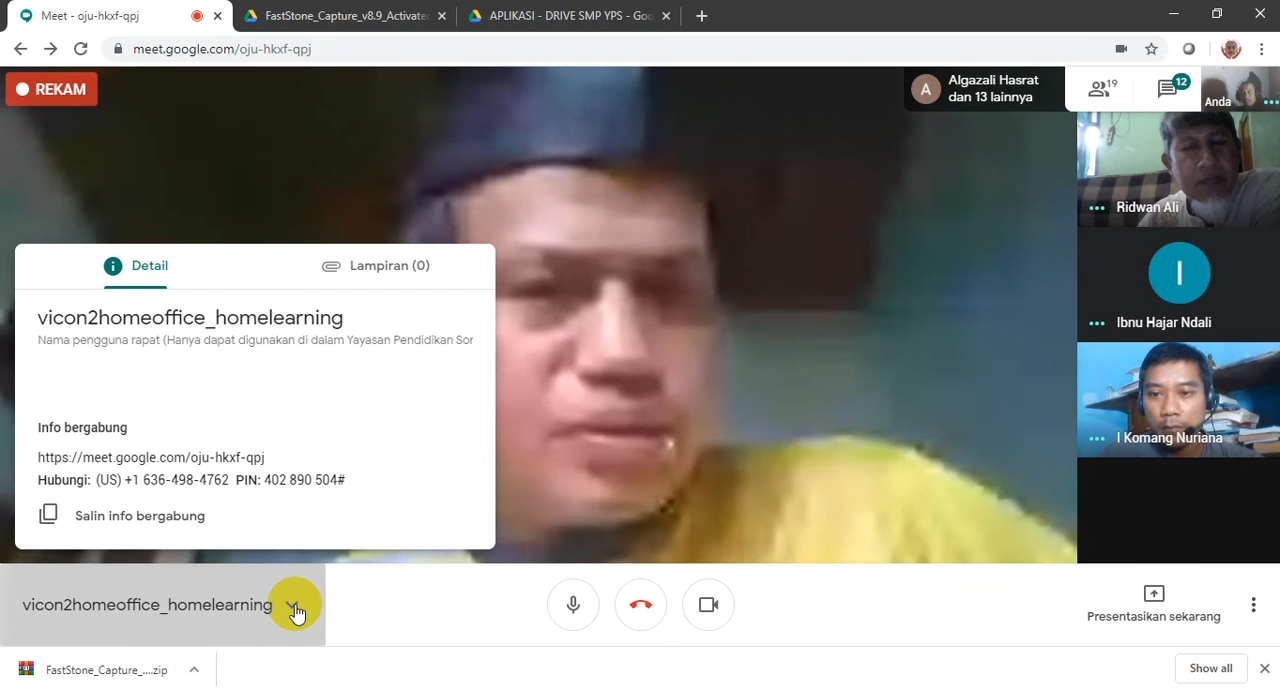 Meet - oju-hkxf-qpj
FastStone_Capture_v8.9_Activate
APLIKASI - DRIVE SMP YPS - Goo
meet.google.com/oju-hkxf-qpj
REKAM
Algazali Hasrat
dan 13 lainnya
A
19
12
Anda
Ridwan Ali
I
Ibnu Hajar Ndali
I Komang Nuriana
Detail
Lampiran (0)
vicon2homeoffice_homelearning
Nama pengguna rapat (Hanya dapat digunakan di dalam Yayasan Pendidikan Sor
Info bergabung
https://meet.google.com/oju-hkxf-qpj
Hubungi: (US) +1 636-498-4762 PIN: 402 890 504#
Salin info bergabung
vicon2homeoffice_homelearning
Presentasikan sekarang
FastStone_Capture_....zip
Show all